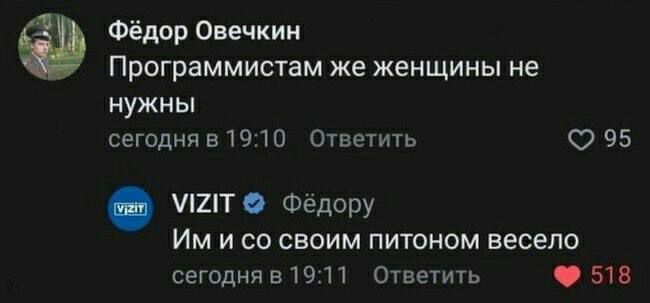 Фёдор Овечкин
Программистам же женщины не
нужны
сегодня в 19:10 Ответить 95
VIZIT
VIZIT Фёдору
Им и со своим питоном весело
сегодня в 19:11 Ответить 518